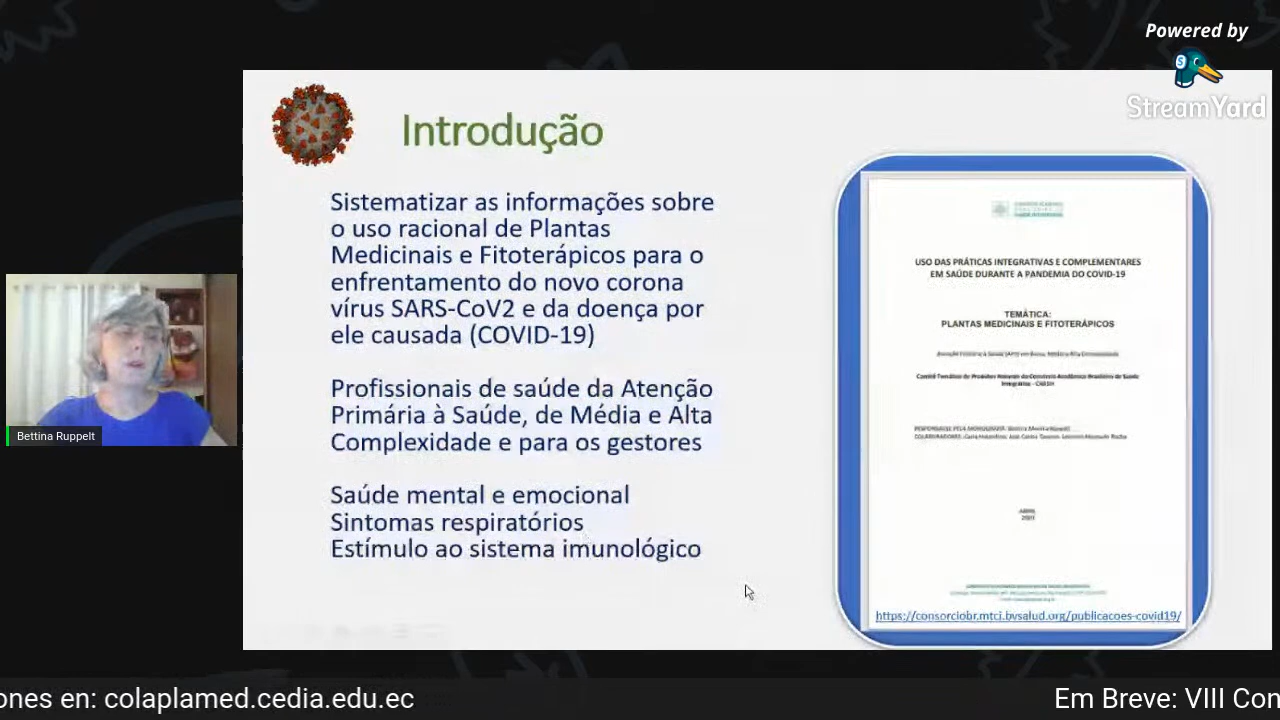 Powered by
StreamYard
Introdução
Sistematizar as informações sobre
o uso racional de Plantas
Medicinais e Fitoterápicos para o
enfrentamento do novo corona
vírus SARS-CoV2 e da doença por
ele causada (COVID-19)
Profissionais de saúde da Atenção
Primária à Saúde, de Média e Alta
Complexidade e para os gestores
Saúde mental e emocional
Sintomas respiratórios
Estímulo ao sistema imunológico
USO DAS PRÁTICAS INTEGRATIVAS E COMPLEMENTARES
EM SAÚDE DURANTE A PANDEMIA DO COVID-19
TEMÁTICA:
PLANTAS MEDICINAIS E FITOTERÁPICOS
https://consorciobr.mtci.bvsalud.org/publicacoes-covid19/
Bettina Ruppelt
ones en: colaplamed.cedia.edu.ec
Em Breve: VIII Con